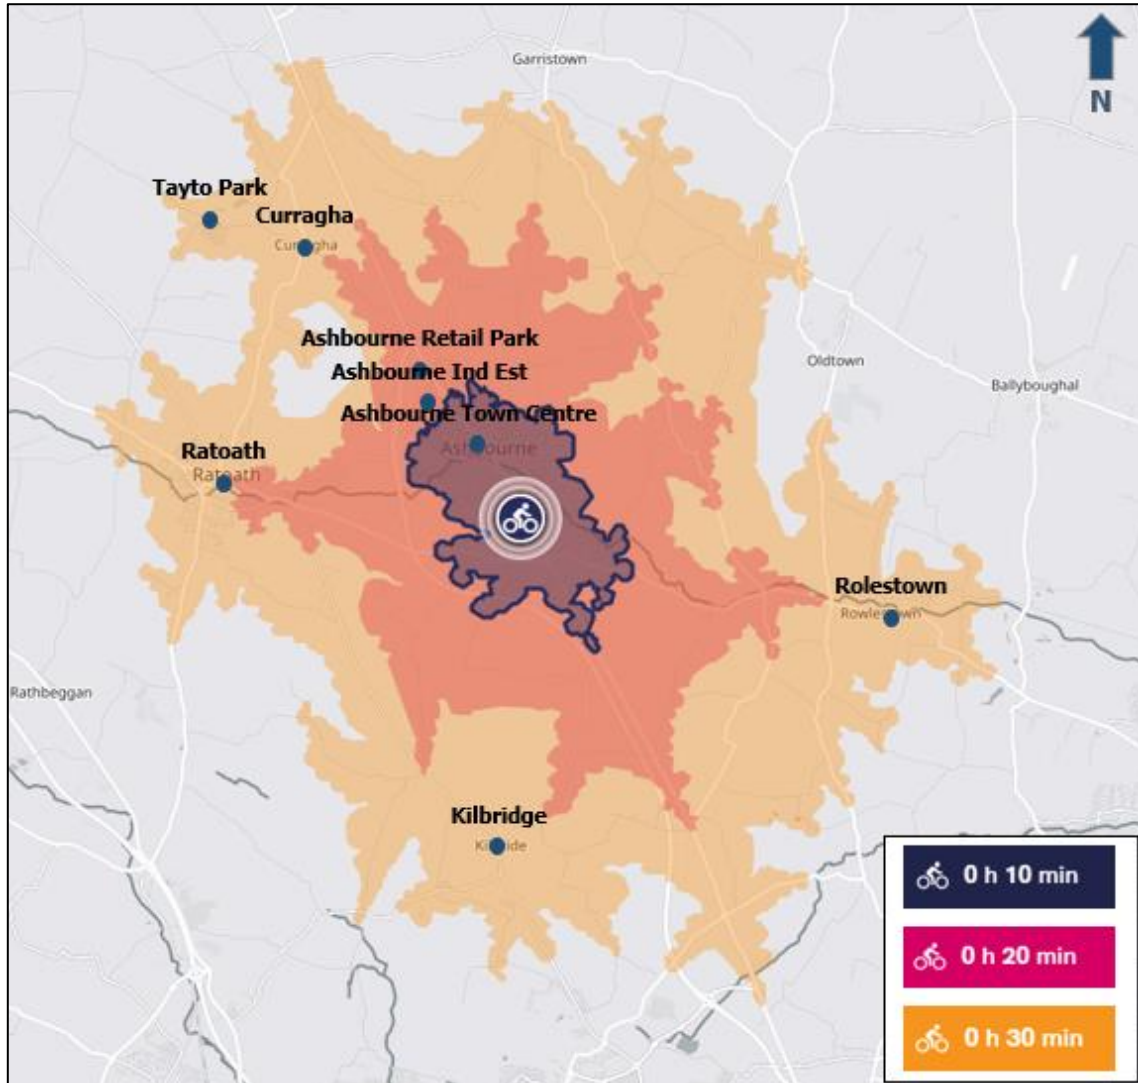 N
Garristown
Tayto Park
Curragha
Curragha
Ashbourne Retail Park
Ashbourne Ind Est
Oldtown
Ballyboughal
Ashbourne Town Centre
Ashbourne
Ratoath
Ratoath
Rolestown
Rowlestown
Rathbeggan
Kilbridge
Kilbride
0 h 10 min
0 h 20 min
0 h 30 min